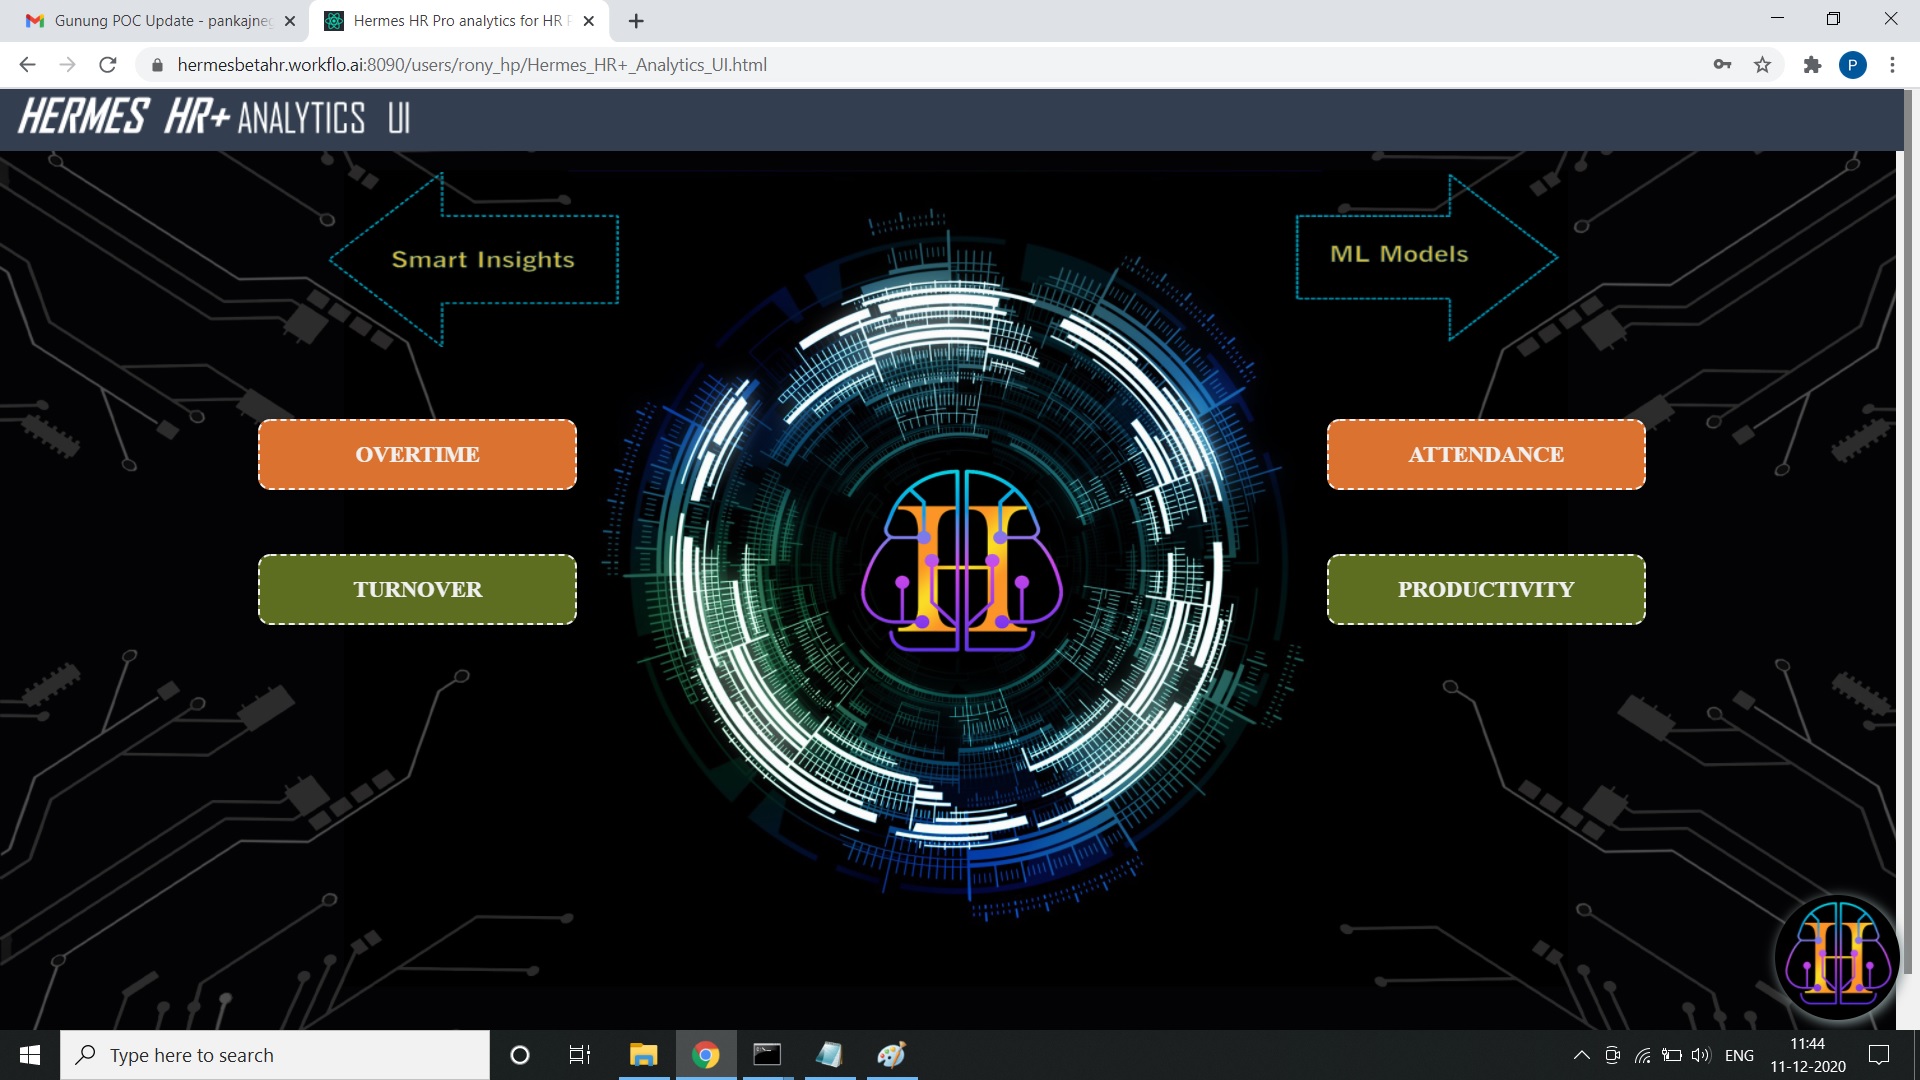 Gunung POC Update - pankajneg
Hermes HR Pro analytics for HR P
hermesbetahr.workflo.ai:8090/users/rony_hp/Hermes_HR+_Analytics_UI.html
P
HERMES HR+ ANALYTICS UI
Smart Insights
ML Models
OVERTIME
ATTENDANCE
TURNOVER
PRODUCTIVITY
H
H
Type here to search
ENG
11:44
11-12-2020